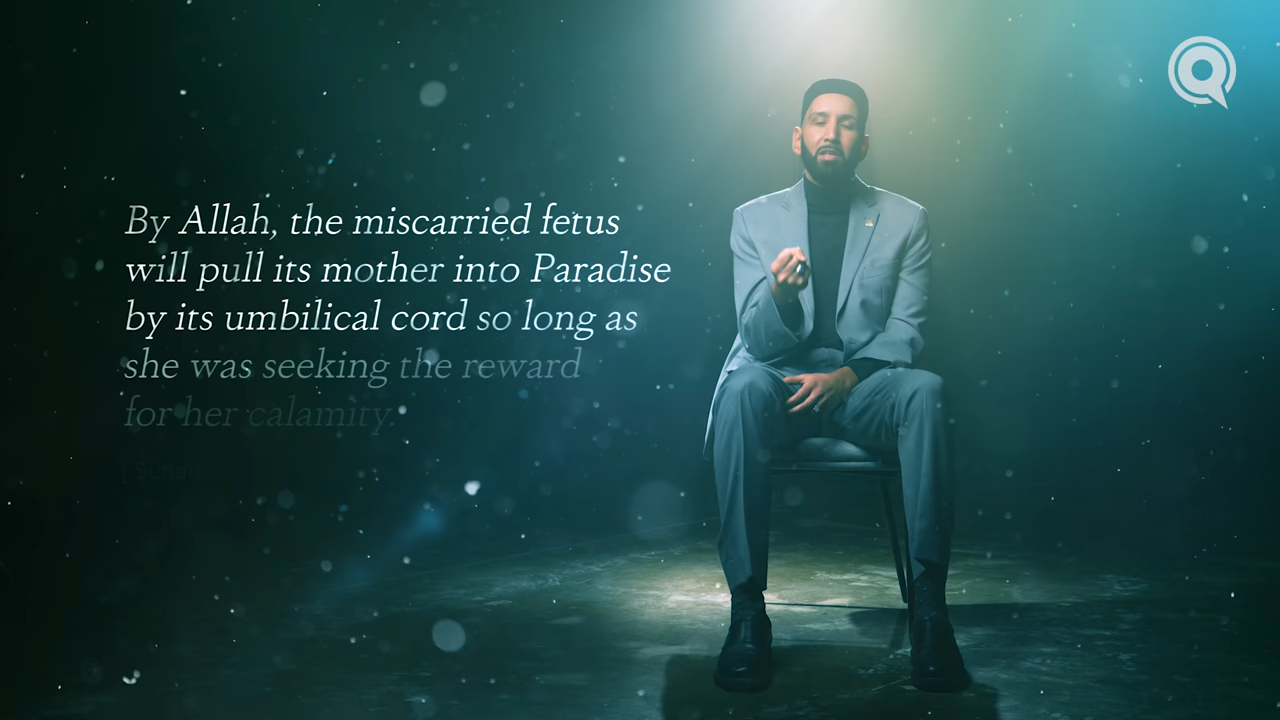 By Allah, the miscarried fetus
will pull its mother into Paradise
by its umbilical cord so long as
she was seeking the reward
for her calamity.